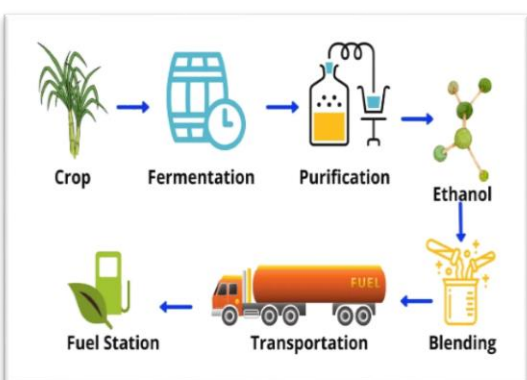 Crop
Fermentation
Purification
Ethanol
FUEL
Fuel Station
Transportation
Blending